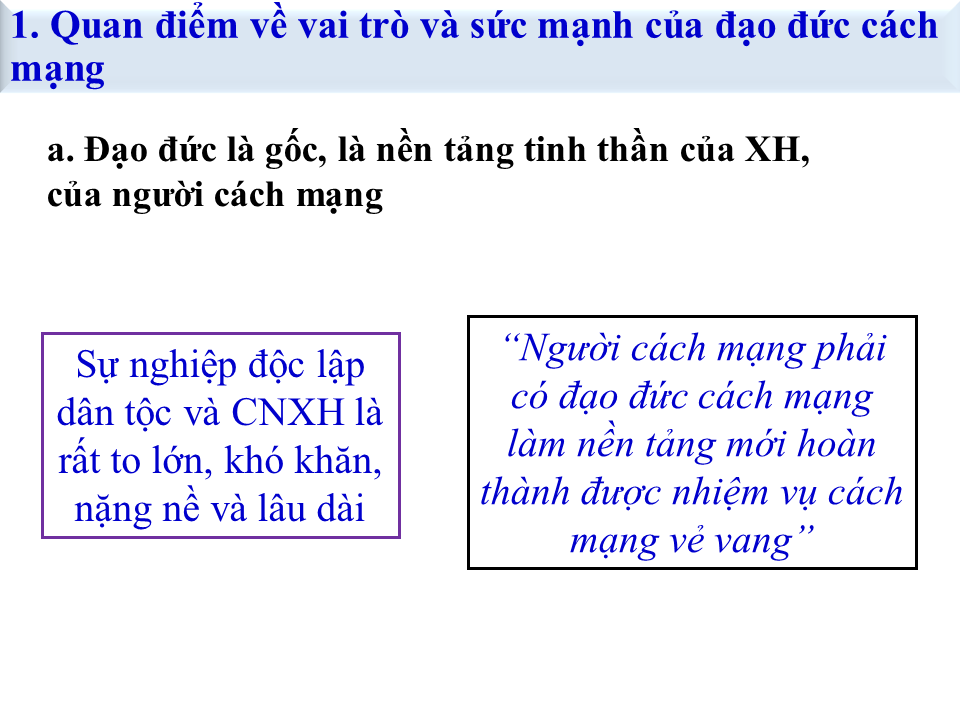 1. Quan điểm về vai trò và sức mạnh của đạo đức cách
mạng
a. Đạo đức là gốc, là nền tảng tinh thần của XH,
của người cách mạng
Sự nghiệp độc lập
dân tộc và CNXH là
rất to lớn, khó khăn,
nặng nề và lâu dài
“Người cách mạng phải
có đạo đức cách mạng
làm nền tảng mới hoàn
thành được nhiệm vụ cách
mạng vẻ vang”